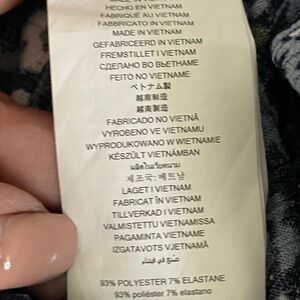 MADE IN VIETNAM
HECHO EN VIETNAM
FABRIQUÉ AU VIETNAM
FABBRICATO IN VIETNAM
MADE IN VIETNAM
GEFABRICEERD IN VIETNAM
FREMSTILLET I VIETNAM
СДЕЛАНО ВО ВЬЕТНАМЕ
FEITO NO VIETNAME
ベトナム製
越南制造
越南製造
FABRICADO NO VIETNÃ
VYROBENO VE VIETNAMU
WYPRODUKOWANO W WIETNAMIE
KÉSZÜLT VIETNÁMBAN
ผลิตในเวียดนาม
제조국: 베트남
LAGET I VIETNAM
FABRICAT ÎN VIETNAM
TILLVERKAD I VIETNAM
VALMISTETTU VIETNAMISSA
PAGAMINTA VIETNAME
IZGATAVOTS VJETNAMĀ
صنع في فيتنام
93% POLYESTER 7% ELASTANE
93% poliéster 7% elastano